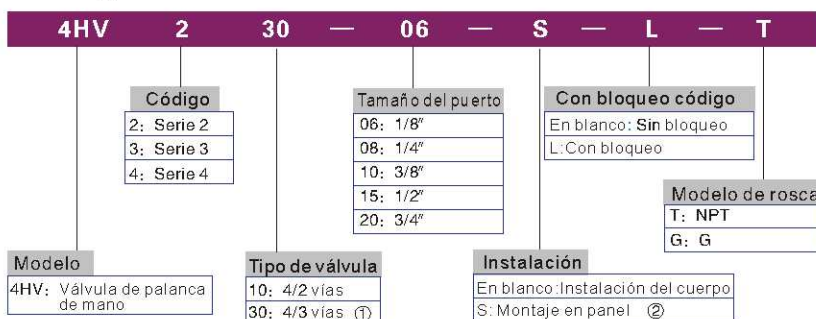 4HV 2 30 — 06 — S — L — T
Código
2: Serie 2
3: Serie 3
4: Serie 4
Tamaño del puerto
06: 1/8"
08: 1/4"
10: 3/8"
15: 1/2"
20: 3/4"
Con bloqueo código
En blanco: Sin bloqueo
L:Con bloqueo
Modelo de rosca
T: NPT
G: G
Modelo
4HV: Válvula de palanca
de mano
Tipo de válvula
10: 4/2 vías
30: 4/3 vías ①
Instalación
En blanco:Instalación del cuerpo
S: Montaje en panel ②